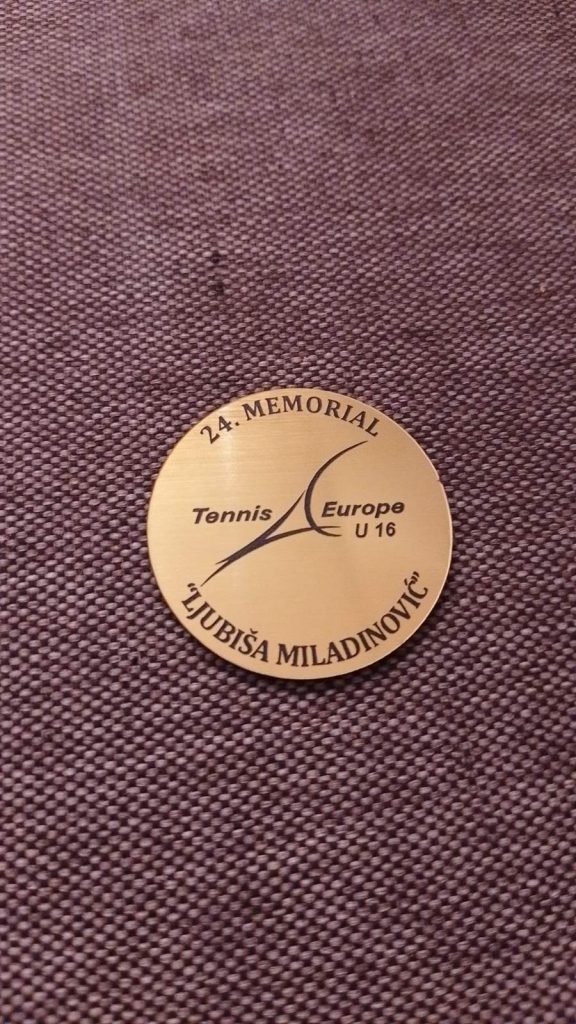 24. MEMORIAL
Tennis Europe
U 16
“LJUBIŠA MILADINOVIĆ”